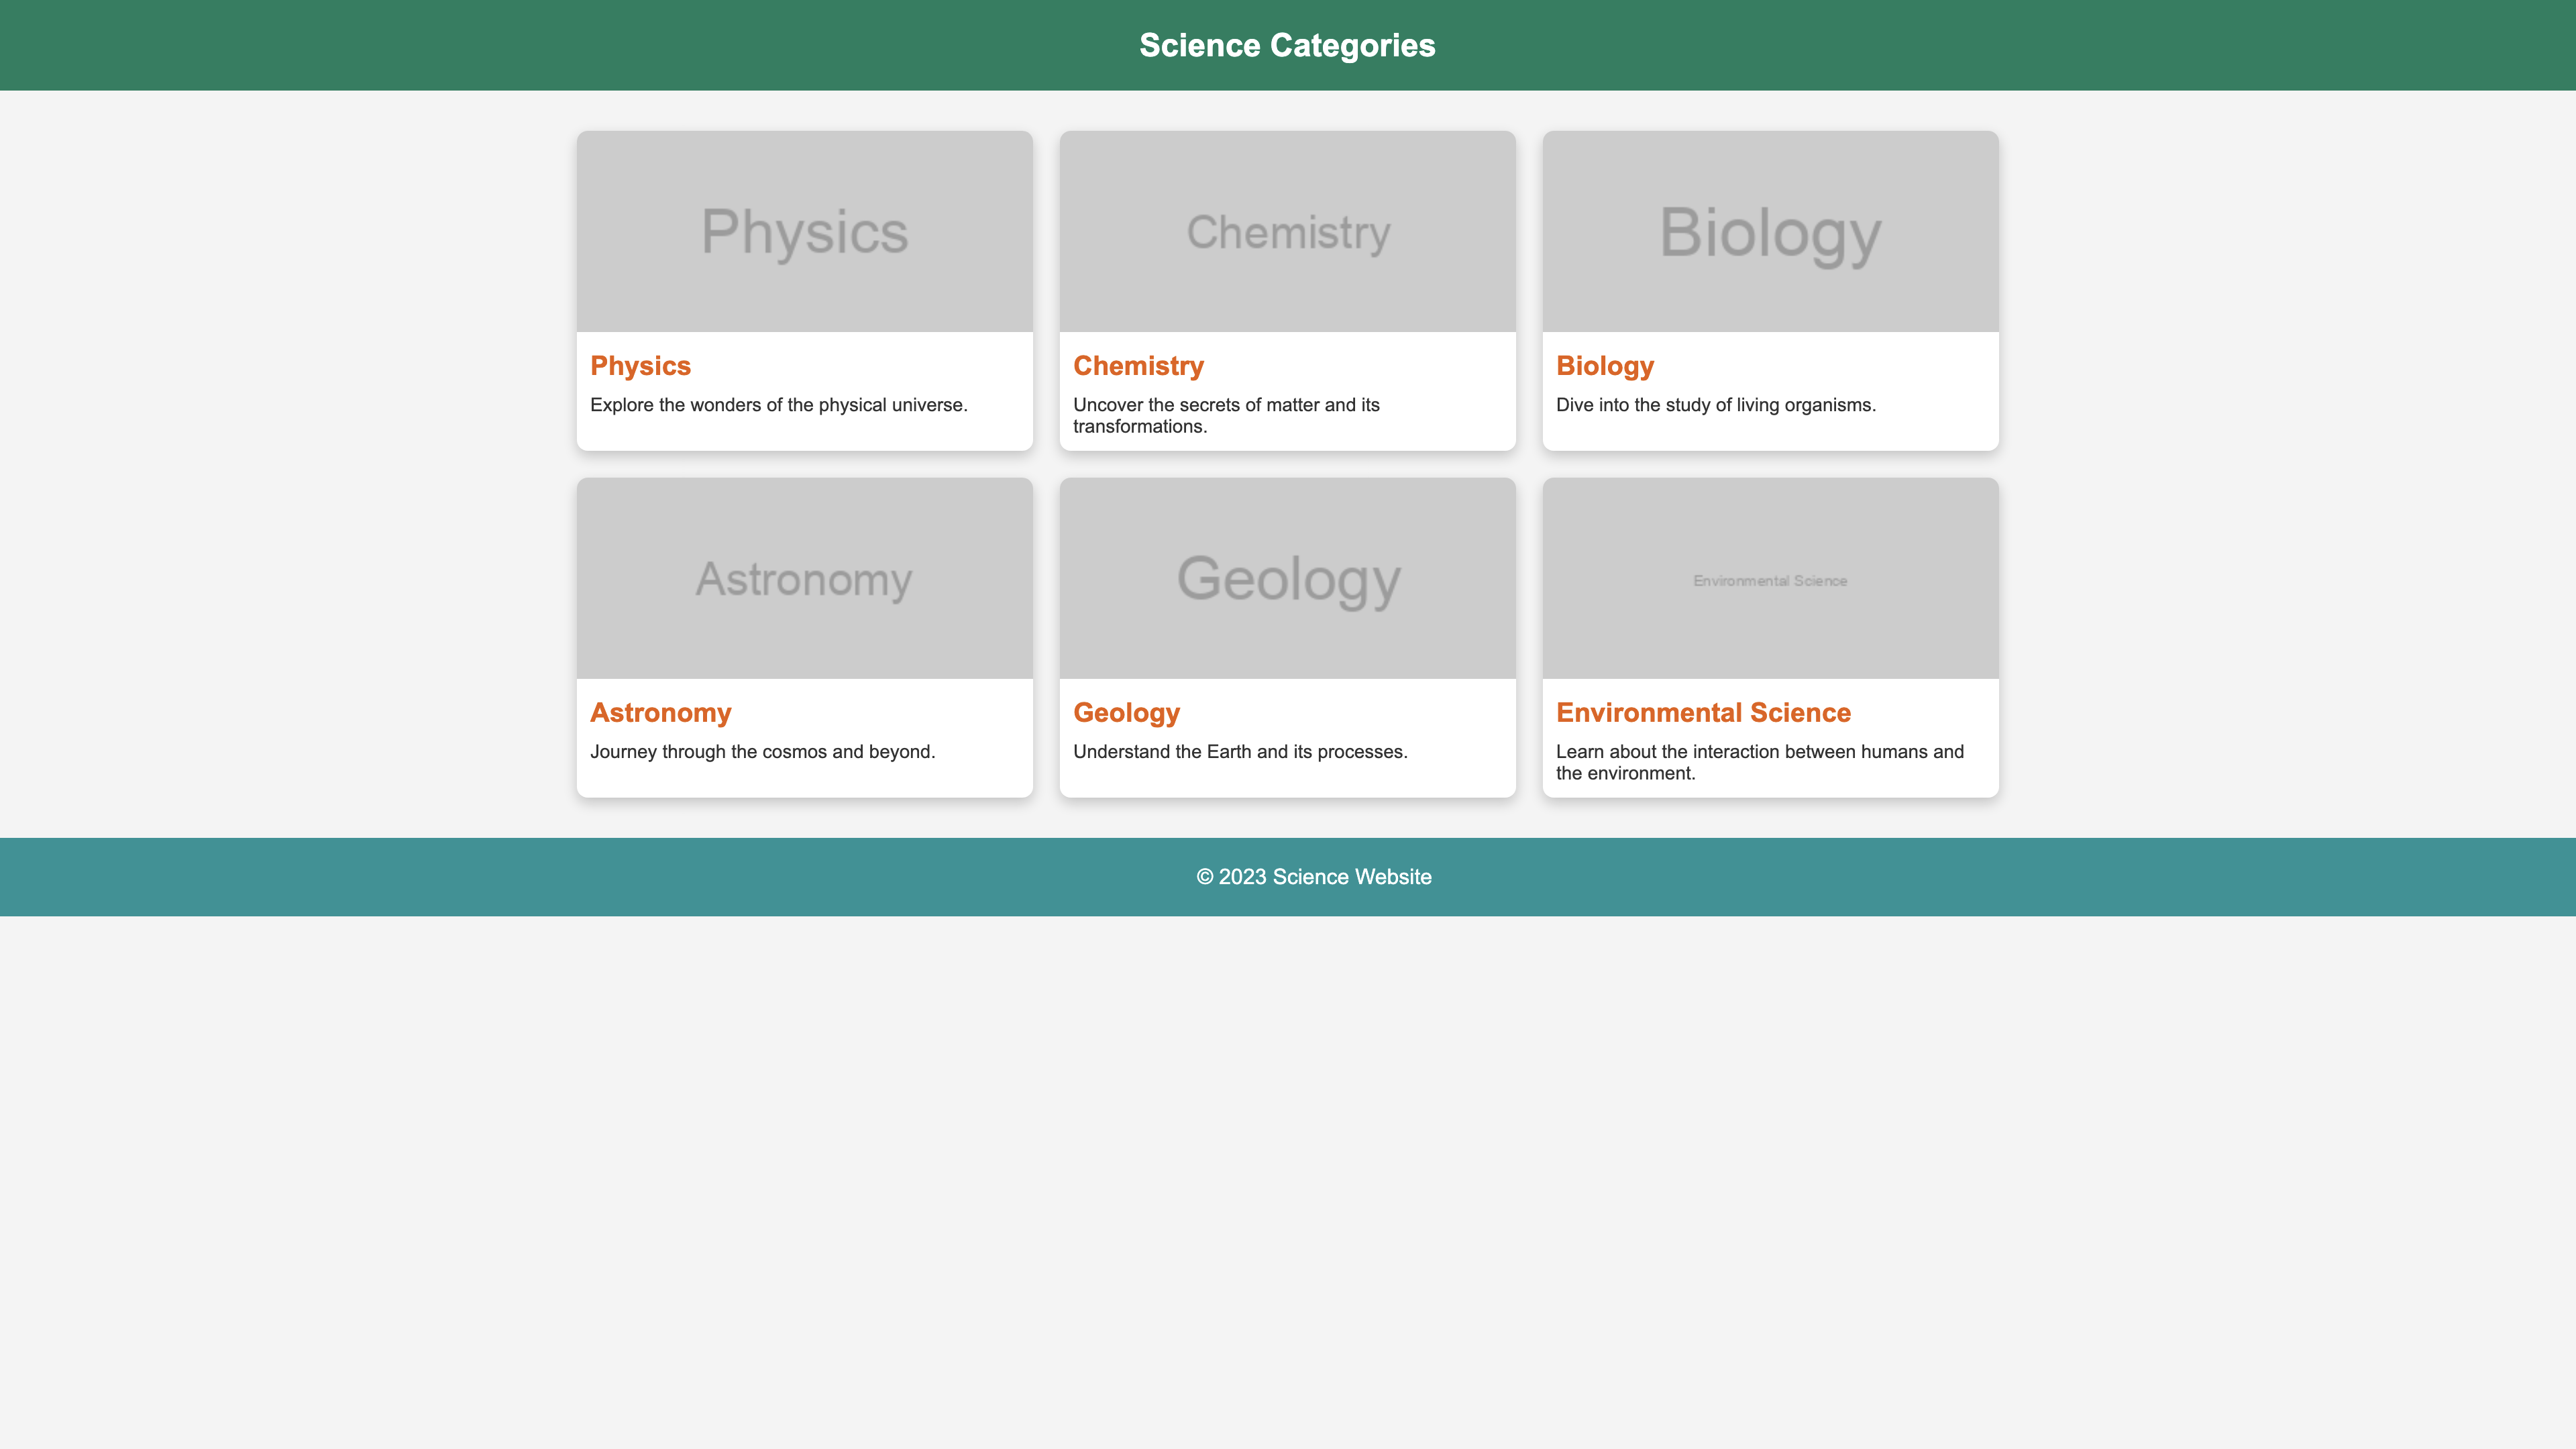 Science Categories
Physics
Chemistry
Biology
Physics
Explore the wonders of the physical universe.
Chemistry
Uncover the secrets of matter and its
transformations.
Biology
Dive into the study of living organisms.
Astronomy
Geology
Environmental Science
Astronomy
Journey through the cosmos and beyond.
Geology
Understand the Earth and its processes.
Environmental Science
Learn about the interaction between humans and
the environment.
© 2023 Science Website